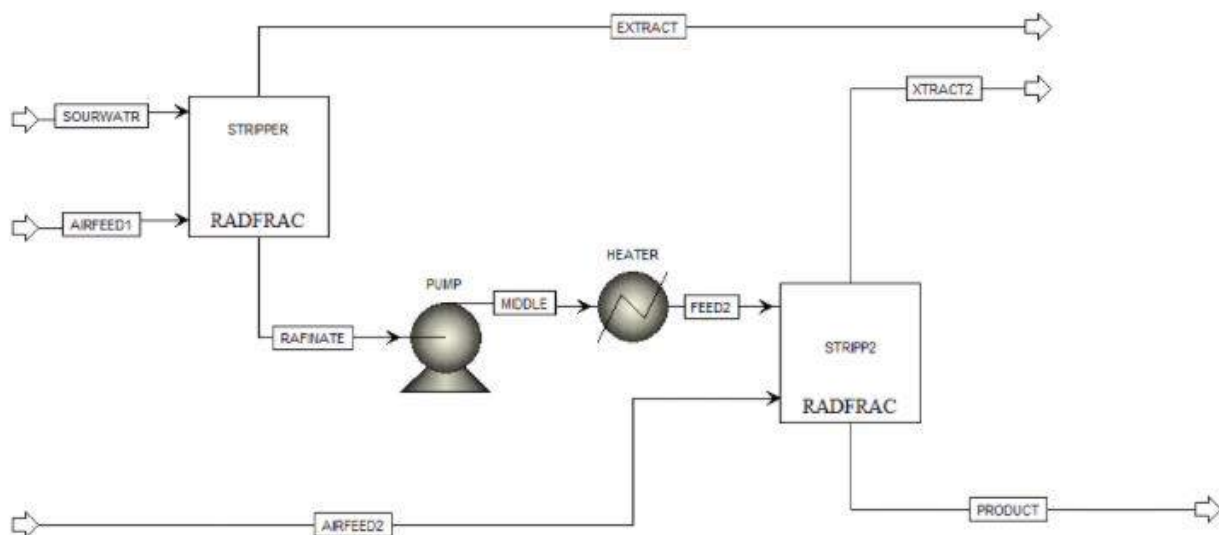 EXTRACT
XTRACT2
SOURWATR
STRIPPER
AIRFEED1
RADFRAC
HEATER
PUMP
MIDDLE
FEED2
RAFINATE
STRIPP2
RADFRAC
AIRFEED2
PRODUCT